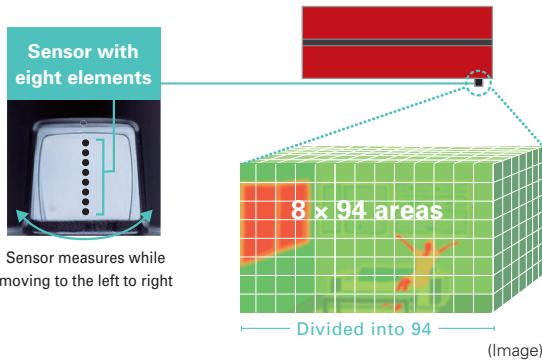 Sensor with
eight elements
8 × 94 areas
Sensor measures while
moving to the left to right
Divided into 94
(Image)